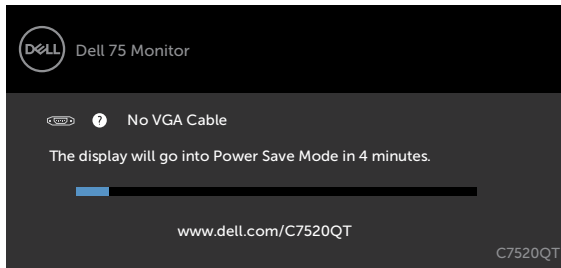 DELL Dell 75 Monitor
? No VGA Cable
The display will go into Power Save Mode in 4 minutes.
www.dell.com/C7520QT
C7520QT